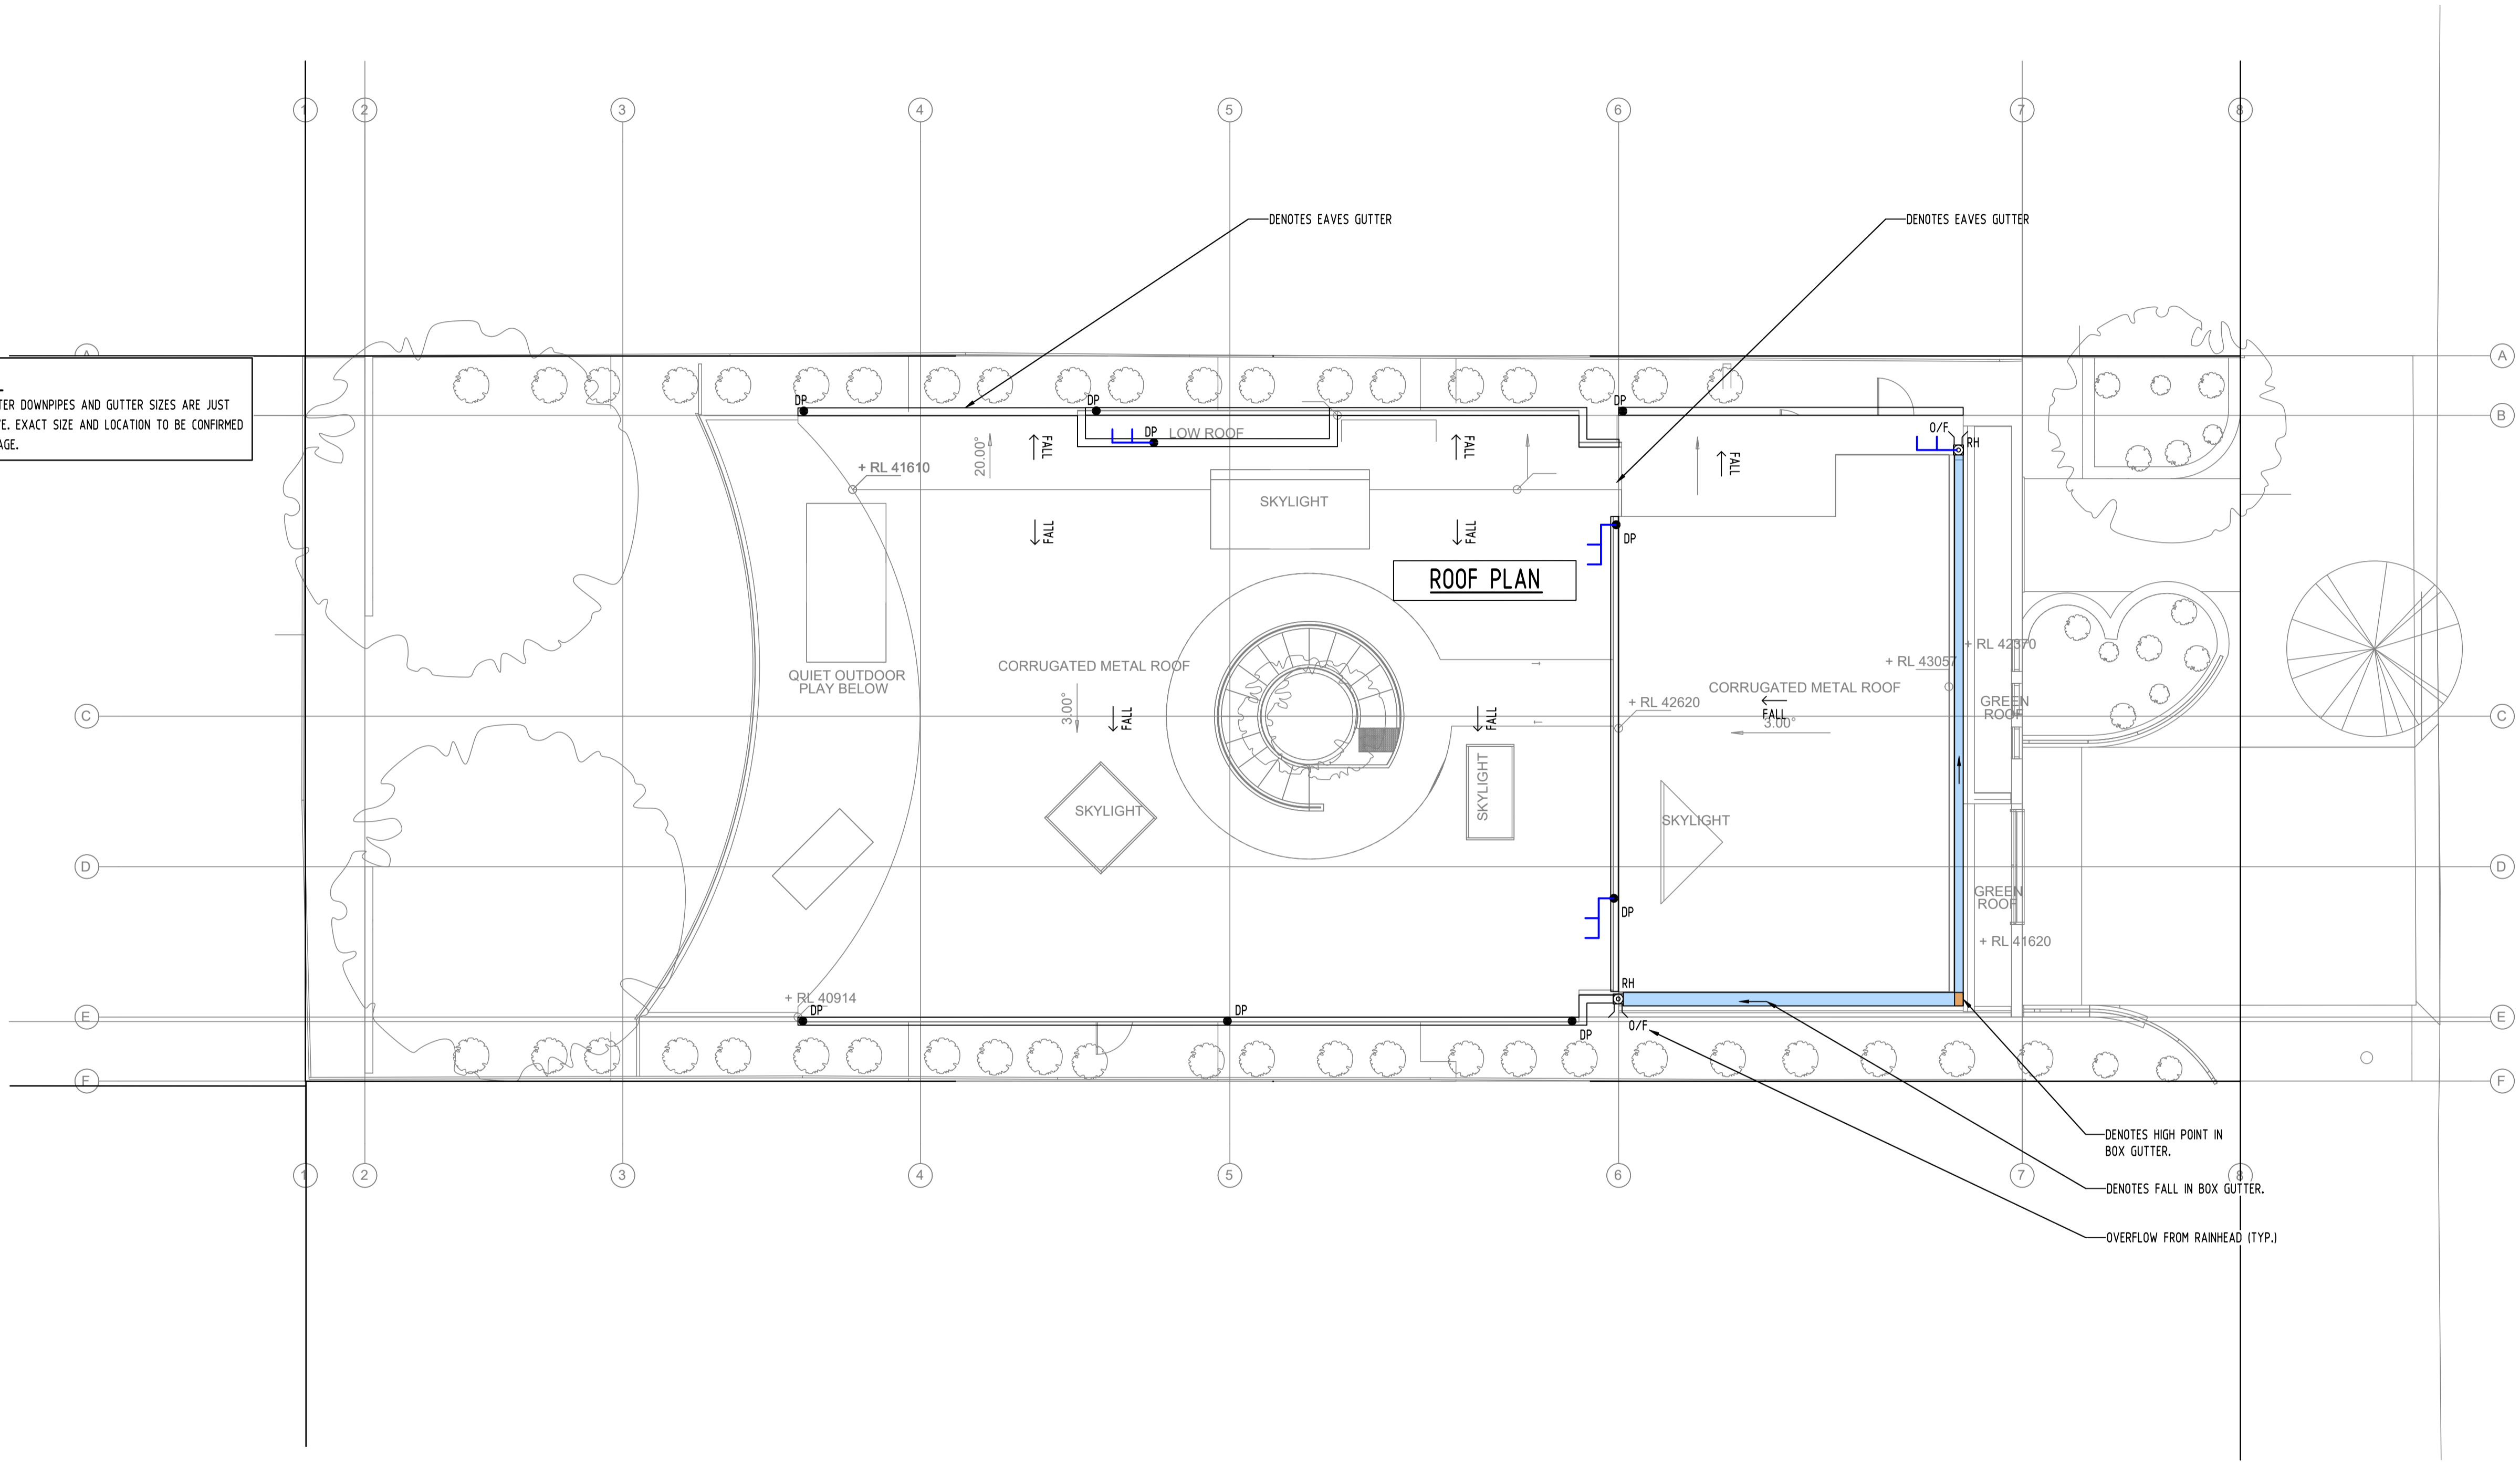 1
2
3
4
5
6
7
8
DENOTES EAVES GUTTER
DENOTES EAVES GUTTER
A
A
DOWNPIPES AND GUTTER SIZES ARE JUST
EXACT SIZE AND LOCATION TO BE CONFIRMED
DP
DP
DP
B
DP
LOW ROOF
O/F
RH
20.00°
FALL
FALL
FALL
+ RL 41610
SKYLIGHT
FALL
FALL
DP
ROOF PLAN
+ RL 42370
+ RL 43057
CORRUGATED METAL ROOF
QUIET OUTDOOR
PLAY BELOW
CORRUGATED METAL ROOF
3.00°
FALL
FALL
+ RL 42620
FALL
3.00°
GREEN
ROOF
C
C
SKYLIGHT
SKYLIGHT
SKYLIGHT
D
D
GREEN
ROOF
DP
+ RL 41620
RH
+ RL 40914
DP
DP
DP
O/F
E
E
F
F
DENOTES HIGH POINT IN
BOX GUTTER.
1
2
3
4
5
6
7
8
DENOTES FALL IN BOX GUTTER.
OVERFLOW FROM RAINHEAD (TYP.)